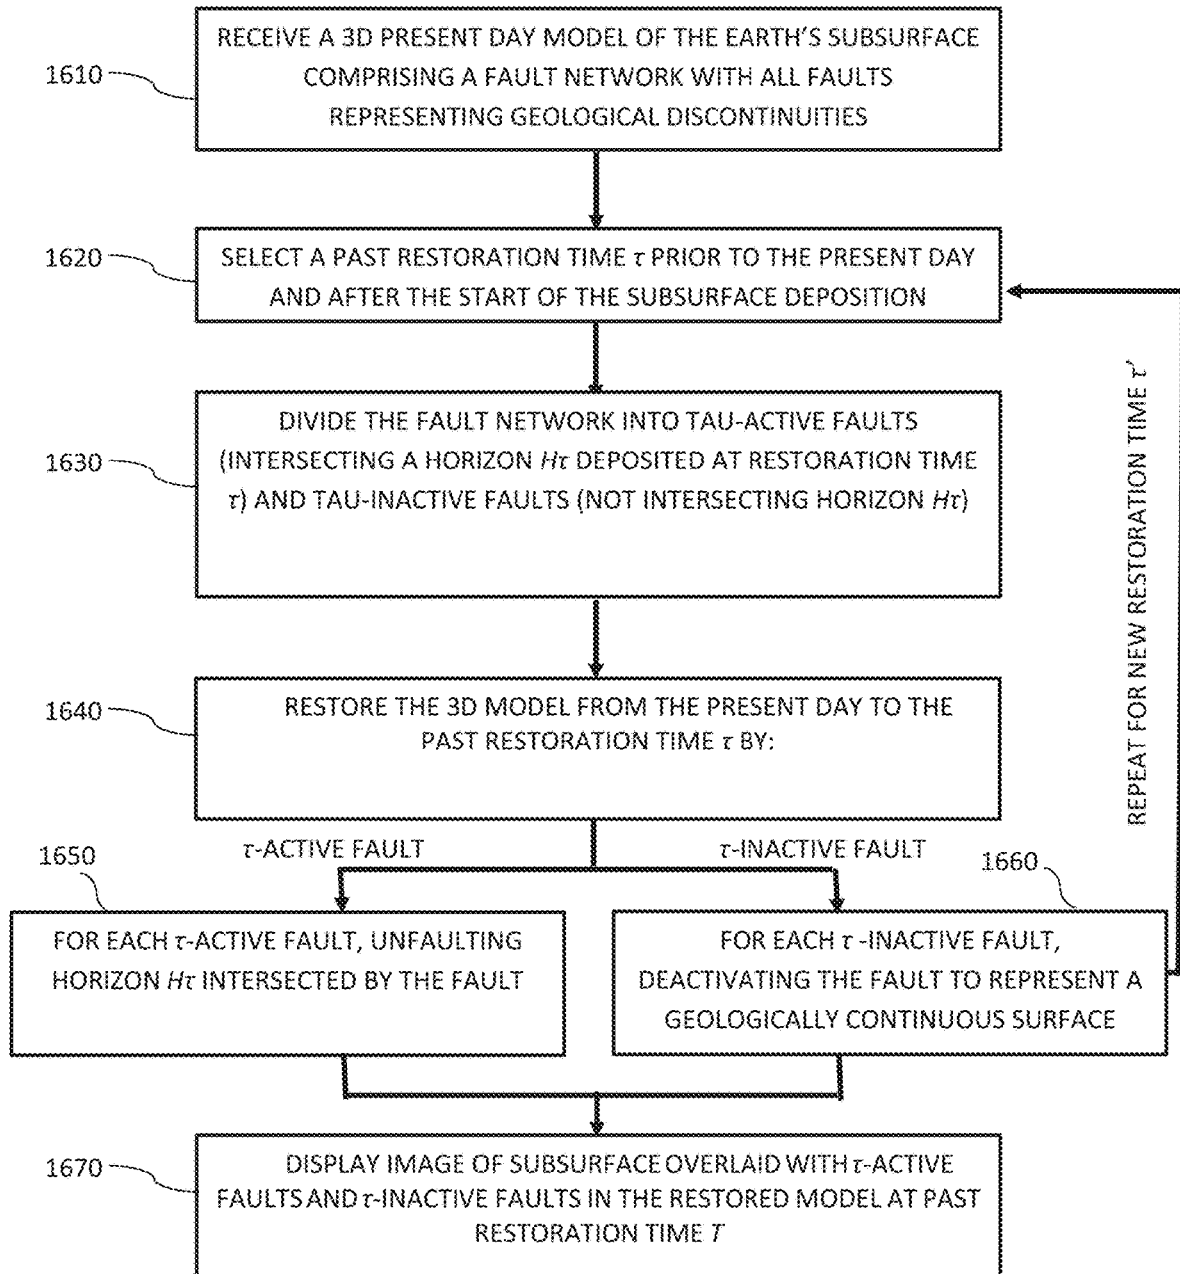 1610
RECEIVE A 3D PRESENT DAY MODEL OF THE EARTH'S SUBSURFACE
COMPRISING A FAULT NETWORK WITH ALL FAULTS
REPRESENTING GEOLOGICAL DISCONTINUITIES
1620
SELECT A PAST RESTORATION TIME τ PRIOR TO THE PRESENT DAY
AND AFTER THE START OF THE SUBSURFACE DEPOSITION
1630
DIVIDE THE FAULT NETWORK INTO TAU-ACTIVE FAULTS
(INTERSECTING A HORIZON Hτ DEPOSITED AT RESTORATION TIME
τ) AND TAU-INACTIVE FAULTS (NOT INTERSECTING HORIZON Hτ)
REPEAT FOR NEW RESTORATION TIME τ'
1640
RESTORE THE 3D MODEL FROM THE PRESENT DAY TO THE
PAST RESTORATION TIME τ BY:
τ-ACTIVE FAULT
τ-INACTIVE FAULT
1650
FOR EACH τ-ACTIVE FAULT, UNFAULTING
HORIZON Hτ INTERSECTED BY THE FAULT
1660
FOR EACH τ -INACTIVE FAULT,
DEACTIVATING THE FAULT TO REPRESENT A
GEOLOGICALLY CONTINUOUS SURFACE
1670
DISPLAY IMAGE OF SUBSURFACE OVERLAID WITH τ-ACTIVE
FAULTS AND τ-INACTIVE FAULTS IN THE RESTORED MODEL AT PAST
RESTORATION TIME T